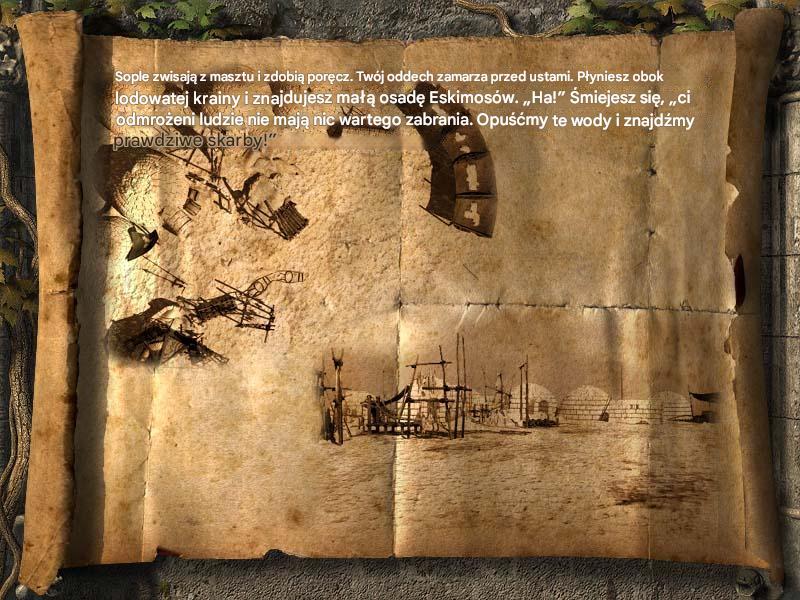 Sople zwisają z masztu i zdobią poręcz. Twój oddech zamarza przed ustami. Płyniesz obok
lodowatej krainy i znajdujesz małą osadę Eskimosów. „Ha!” Śmiejesz się, „ci
odmrożeni ludzie nie mają nic wartego zabrania. Opuśćmy te wody i znajdźmy
prawdziwe skarby!”